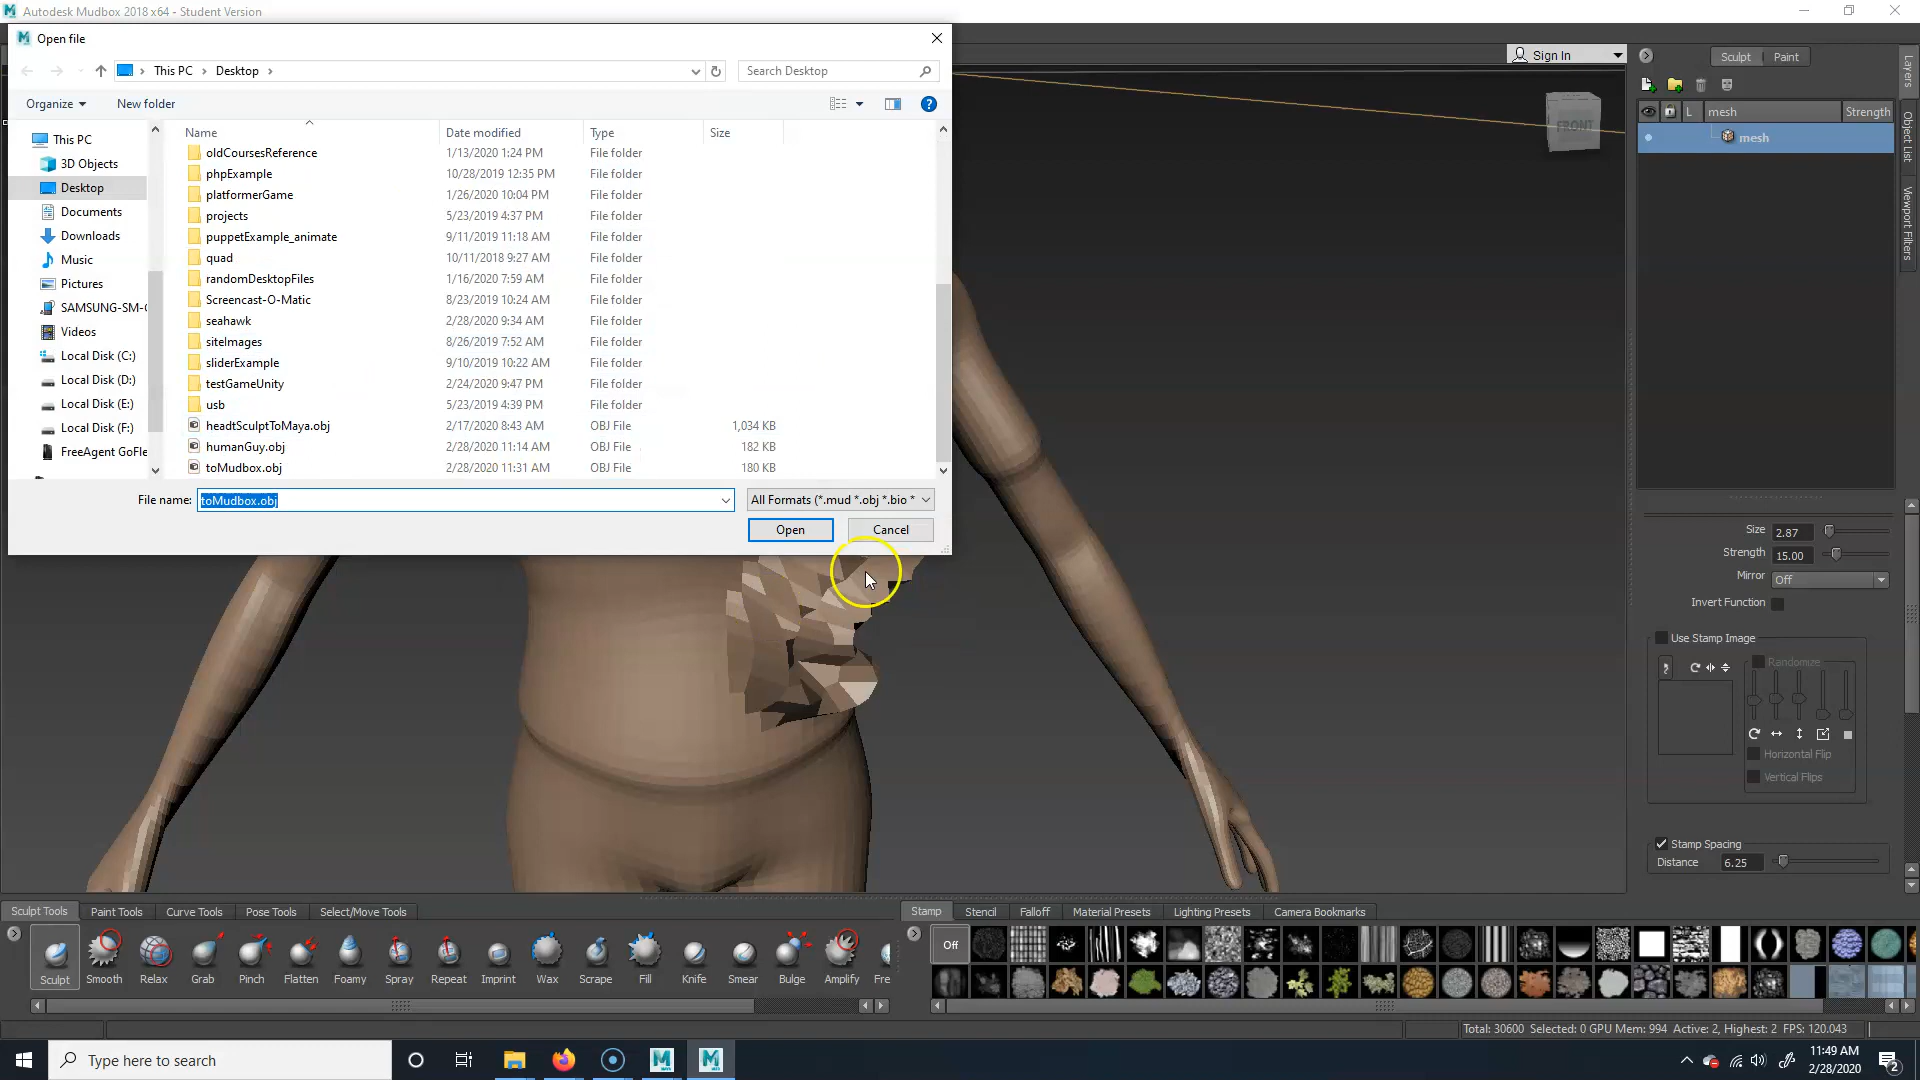 Autodesk Mudbox 2018 x64 - Student Version
Open file
This PC > Desktop >
Search Desktop
Organize
New folder
Sign In
Sculpt
Paint
Layers
Object List
Viewport Filters
FRONT
L mesh Strength
mesh
This PC
3D Objects
Desktop
Documents
Downloads
Music
Pictures
SAMSUNG-SM-
Videos
Local Disk (C:)
Local Disk (D:)
Local Disk (E:)
Local Disk (F:)
FreeAgent GoFle
Name Date modified Type Size
oldCoursesReference 1/13/2020 1:24 PM File folder
phpExample 10/28/2019 12:35 PM File folder
platformerGame 1/26/2020 10:04 PM File folder
projects 5/23/2019 4:37 PM File folder
puppetExample_animate 9/11/2019 11:18 AM File folder
quad 10/11/2018 9:27 AM File folder
randomDesktopFiles 1/16/2020 7:59 AM File folder
Screencast-O-Matic 8/23/2019 10:24 AM File folder
seahawk 2/28/2020 9:34 AM File folder
siteImages 8/26/2019 7:52 AM File folder
sliderExample 9/10/2019 10:22 AM File folder
testGameUnity 2/24/2020 9:47 PM File folder
usb 5/23/2019 4:39 PM File folder
headtSculptToMaya.obj 2/17/2020 8:43 AM OBJ File 1,034 KB
humanGuy.obj 2/28/2020 11:14 AM OBJ File 182 KB
toMudbox.obj 2/28/2020 11:31 AM OBJ File 180 KB
File name: toMudbox.obj
All Formats (*.mud *.obj *.bio *
Open
Cancel
Size 2.87
Strength 15.00
Mirror Off
Invert Function
Use Stamp Image
Randomize
Horizontal Flip
Vertical Flips
Stamp Spacing
Distance 6.25
Sculpt Tools Paint Tools Curve Tools Pose Tools Select/Move Tools
Stamp Stencil Falloff Material Presets Lighting Presets Camera Bookmarks
Off
Sculpt Smooth Relax Grab Pinch Flatten Foamy Spray Repeat Imprint Wax Scrape Fill Knife Smear Bulge Amplify Fre
Total: 30600 Selected: 0 GPU Mem: 994 Active: 2, Highest: 2 FPS: 120.043
Type here to search
11:49 AM
2/28/2020
2